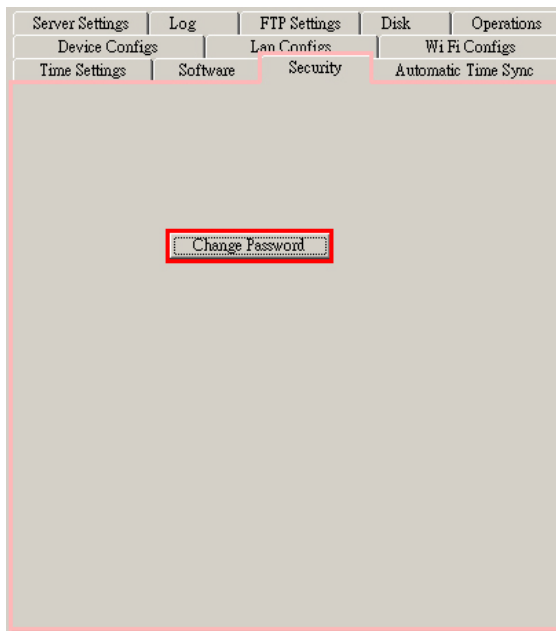 Server Settings Log FTP Settings Disk Operations
Device Configs Lan Configs Wi Fi Configs
Time Settings Software Security Automatic Time Sync
Change Password